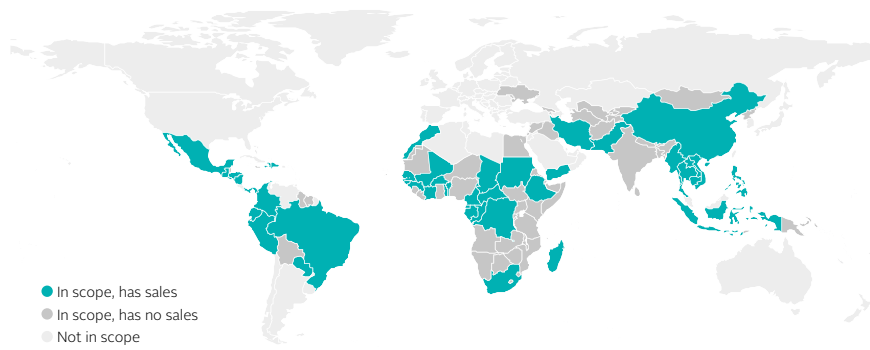 In scope, has sales
In scope, has no sales
Not in scope